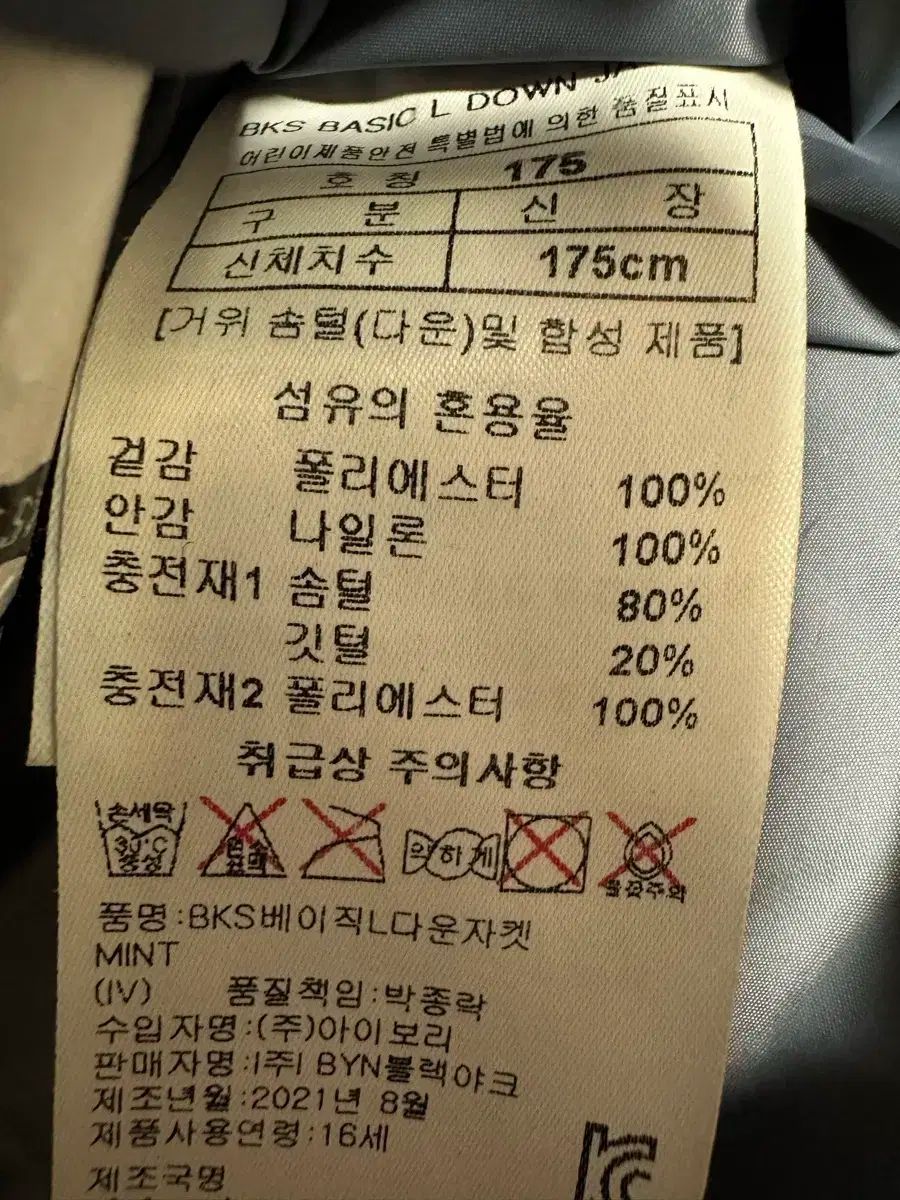 BKS BASIC L DOWN
어린이제품안전 특별법에 의한 품질표시
호 칭 175
구 분 신 장
신체치수 175cm
[거위 솜털(다운)및 합성 제품]
섬유의 혼용율
겉감 폴리에스터 100%
안감 나일론 100%
충전재1 솜털 80%
깃털 20%
충전재2 폴리에스터 100%
취급상 주의사항
손세탁
30℃
중성
약하게
품명:BKS베이직L다운자켓
MINT
(IV) 품질책임:박종락
수입자명:(주)아이보리
판매자명:(주) BYN블랙야크
제조년월:2021년 8월
제품사용연령:16세
제조국명